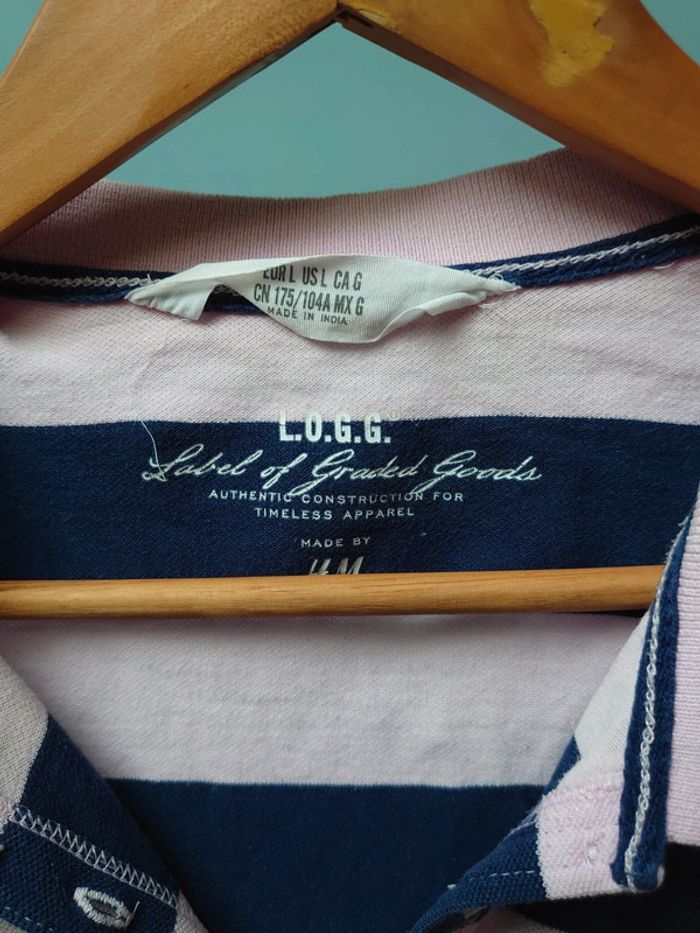 EUR L US L CA G
CN 175/104A MX G
MADE IN INDIA
L.O.G.G.
Label of Graded Goods
AUTHENTIC CONSTRUCTION FOR
TIMELESS APPAREL
MADE BY
H&M